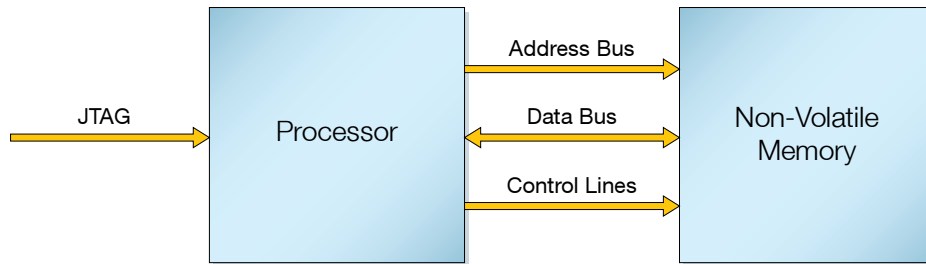 JTAG
Processor
Address Bus
Data Bus
Control Lines
Non-Volatile
Memory